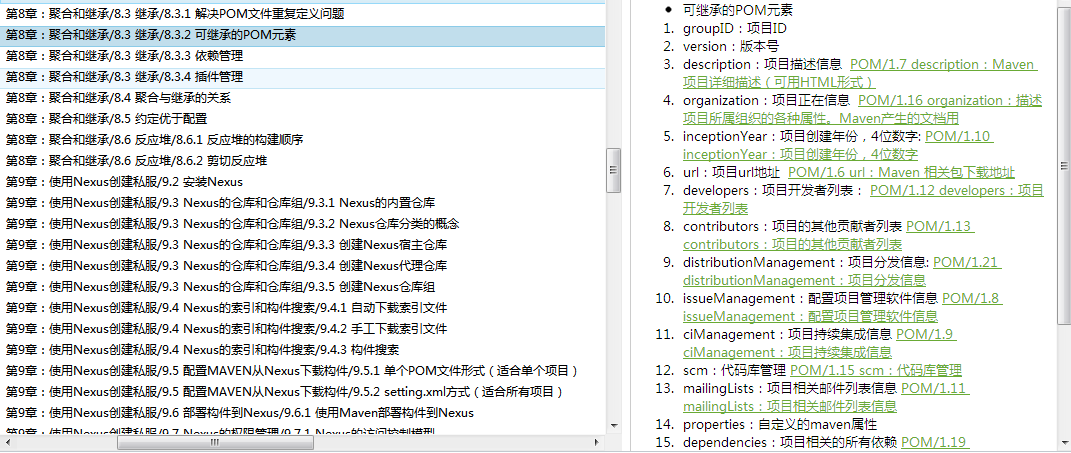 第8章：聚合和继承/8.3 继承/8.3.1 解决POM文件重复定义问题
第8章：聚合和继承/8.3 继承/8.3.2 可继承的POM元素
第8章：聚合和继承/8.3 继承/8.3.3 依赖管理
第8章：聚合和继承/8.3 继承/8.3.4 插件管理
第8章：聚合和继承/8.4 聚合与继承的关系
第8章：聚合和继承/8.5 约定优于配置
第8章：聚合和继承/8.6 反应堆/8.6.1 反应堆的构建顺序
第8章：聚合和继承/8.6 反应堆/8.6.2 剪切反应堆
第9章：使用Nexus创建私服/9.2 安装Nexus
第9章：使用Nexus创建私服/9.3 Nexus的仓库和仓库组/9.3.1 Nexus的内置仓库
第9章：使用Nexus创建私服/9.3 Nexus的仓库和仓库组/9.3.2 Nexus仓库分类的概念
第9章：使用Nexus创建私服/9.3 Nexus的仓库和仓库组/9.3.3 创建Nexus宿主仓库
第9章：使用Nexus创建私服/9.3 Nexus的仓库和仓库组/9.3.4 创建Nexus代理仓库
第9章：使用Nexus创建私服/9.3 Nexus的仓库和仓库组/9.3.5 创建Nexus仓库组
第9章：使用Nexus创建私服/9.4 Nexus的索引和构件搜索/9.4.1 自动下载索引文件
第9章：使用Nexus创建私服/9.4 Nexus的索引和构件搜索/9.4.2 手工下载索引文件
第9章：使用Nexus创建私服/9.4 Nexus的索引和构件搜索/9.4.3 构件搜索
第9章：使用Nexus创建私服/9.5 配置MAVEN从Nexus下载构件/9.5.1 单个POM文件形式（适合单个项目）
第9章：使用Nexus创建私服/9.5 配置MAVEN从Nexus下载构件/9.5.2 setting.xml方式（适合所有项目）
第9章：使用Nexus创建私服/9.6 部署构件到Nexus/9.6.1 使用Maven部署构件到Nexus
第9章：使用Nexus创建私服/9.7 Nexus的权限管理/9.7.1 Nexus的访问控制模型
● 可继承的POM元素
1. groupID：项目ID
2. version：版本号
3. description：项目描述信息 POM/1.7 description：Maven
项目详细描述（可用HTML形式）
4. organization：项目正在信息 POM/1.16 organization：描述
项目所属组织的各种属性。Maven产生的文档用
5. inceptionYear：项目创建年份，4位数字: POM/1.10
inceptionYear：项目创建年份，4位数字
6. url：项目url地址 POM/1.6 url：Maven 相关包下载地址
7. developers：项目开发者列表： POM/1.12 developers：项目
开发者列表
8. contributors：项目的其他贡献者列表 POM/1.13
contributors：项目的其他贡献者列表
9. distributionManagement：项目分发信息: POM/1.21
distributionManagement：项目分发信息
10. issueManagement：配置项目管理软件信息 POM/1.8
issueManagement：配置项目管理软件信息
11. ciManagement：项目持续集成信息 POM/1.9
ciManagement：项目持续集成信息
12. scm：代码库管理 POM/1.15 scm：代码库管理
13. mailingLists：项目相关邮件列表信息 POM/1.11
mailingLists：项目相关邮件列表信息
14. properties：自定义的maven属性
15. dependencies：项目相关的所有依赖 POM/1.19